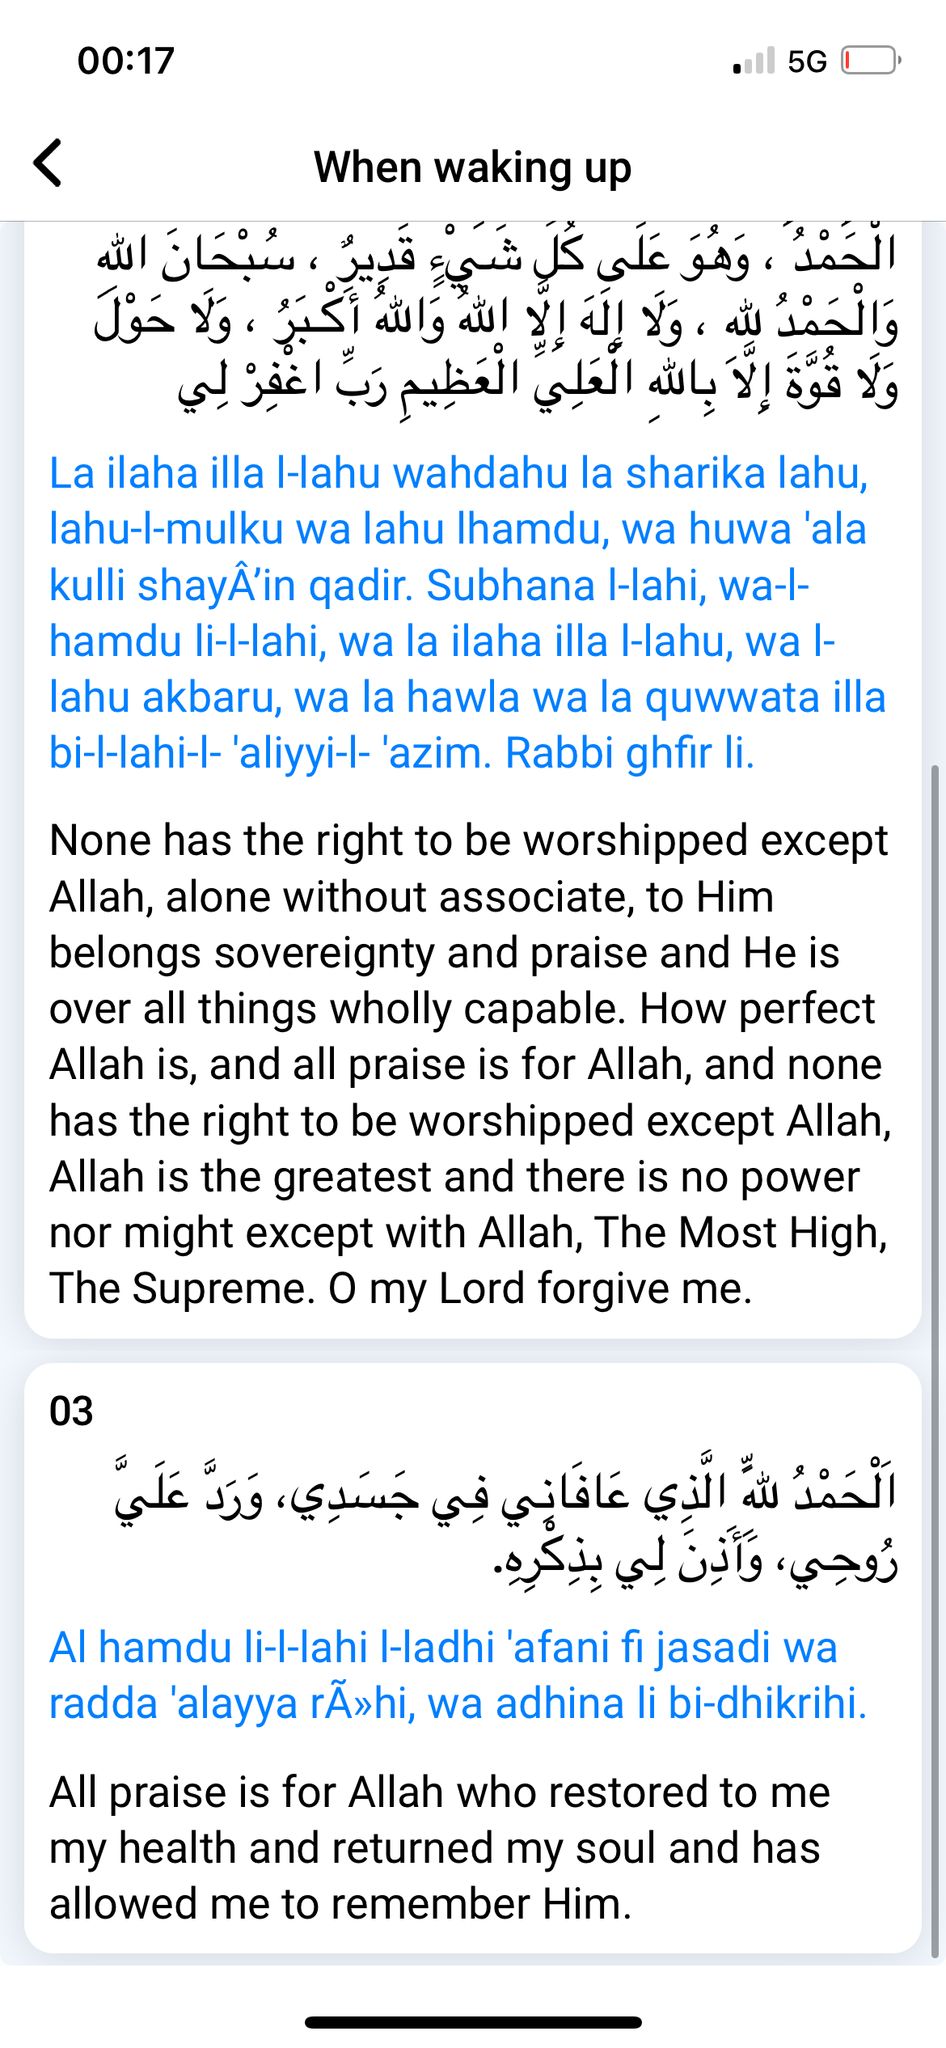 00:17
5G
When waking up
الْحَمْدُ ، وَهُوَ عَلَى كُلِّ شَيْءٍ قَدِيرٌ ، سُبْحَانَ اللهِ
وَالْحَمْدُ للهِ ، وَلَا إِلَهَ إِلَّا اللهُ وَاللهُ أَكْبَرُ ، وَلَا حَوْلَ
وَلَا قُوَّةَ إِلَّاَ بِاللهِ الْعَلِيِّ الْعَظِيمِ رَبِّ اغْفِرْ لِي
La ilaha illa l-lahu wahdahu la sharika lahu,
lahu-l-mulku wa lahu lhamdu, wa huwa 'ala
kulli shayÂ’in qadir. Subhana l-lahi, wa-l-
hamdu li-l-lahi, wa la ilaha illa l-lahu, wa l-
lahu akbaru, wa la hawla wa la quwwata illa
bi-l-lahi-l- 'aliyyi-l- 'azim. Rabbi ghfir li.
None has the right to be worshipped except
Allah, alone without associate, to Him
belongs sovereignty and praise and He is
over all things wholly capable. How perfect
Allah is, and all praise is for Allah, and none
has the right to be worshipped except Allah,
Allah is the greatest and there is no power
nor might except with Allah, The Most High,
The Supreme. O my Lord forgive me.
03
اَلْحَمْدُ للهِ الَّذِي عَافَانِي فِي جَسَدِي، وَرَدَّ عَلَيَّ
رُوحِي، وَأَذِنَ لِي بِذِكْرِهِ.
Al hamdu li-l-lahi l-ladhi 'afani fi jasadi wa
radda 'alayya rÃ»hi, wa adhina li bi-dhikrihi.
All praise is for Allah who restored to me
my health and returned my soul and has
allowed me to remember Him.